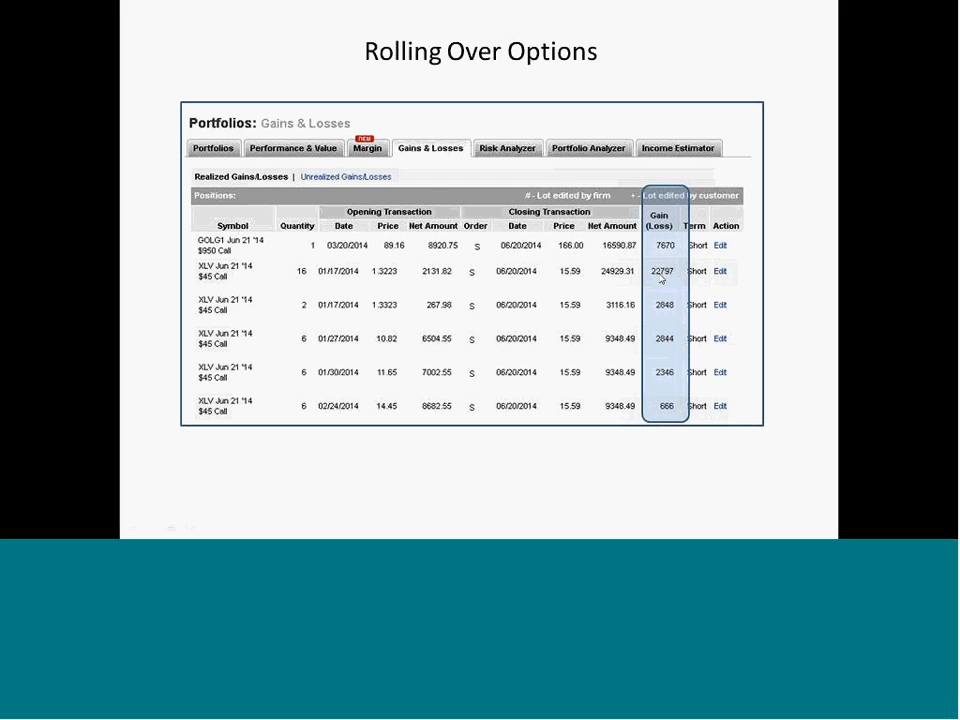 Rolling Over Options
Portfolios: Gains & Losses
NEW
Portfolios Performance & Value Margin Gains & Losses Risk Analyzer Portfolio Analyzer Income Estimator
Realized Gains/Losses | Unrealized Gains/Losses
Positions: # - Lot edited by firm + - Lot edited by customer
Opening Transaction Closing Transaction Gain
Symbol Quantity Date Price Net Amount Order Date Price Net Amount (Loss) Term Action
GOLG1 Jun 21 '14
$950 Call 1 03/20/2014 89.16 8920.75 S 06/20/2014 166.00 16590.87 7670 Short Edit
XLV Jun 21 '14
$45 Call 16 01/17/2014 1.3223 2131.82 S 06/20/2014 15.59 24929.31 22797 Short Edit
XLV Jun 21 '14
$45 Call 2 01/17/2014 1.3323 267.98 S 06/20/2014 15.59 3116.16 2848 Short Edit
XLV Jun 21 '14
$45 Call 6 01/27/2014 10.82 6504.55 S 06/20/2014 15.59 9348.49 2844 Short Edit
XLV Jun 21 '14
$45 Call 6 01/30/2014 11.65 7002.55 S 06/20/2014 15.59 9348.49 2346 Short Edit
XLV Jun 21 '14
$45 Call 6 02/24/2014 14.45 8682.55 S 06/20/2014 15.59 9348.49 666 Short Edit